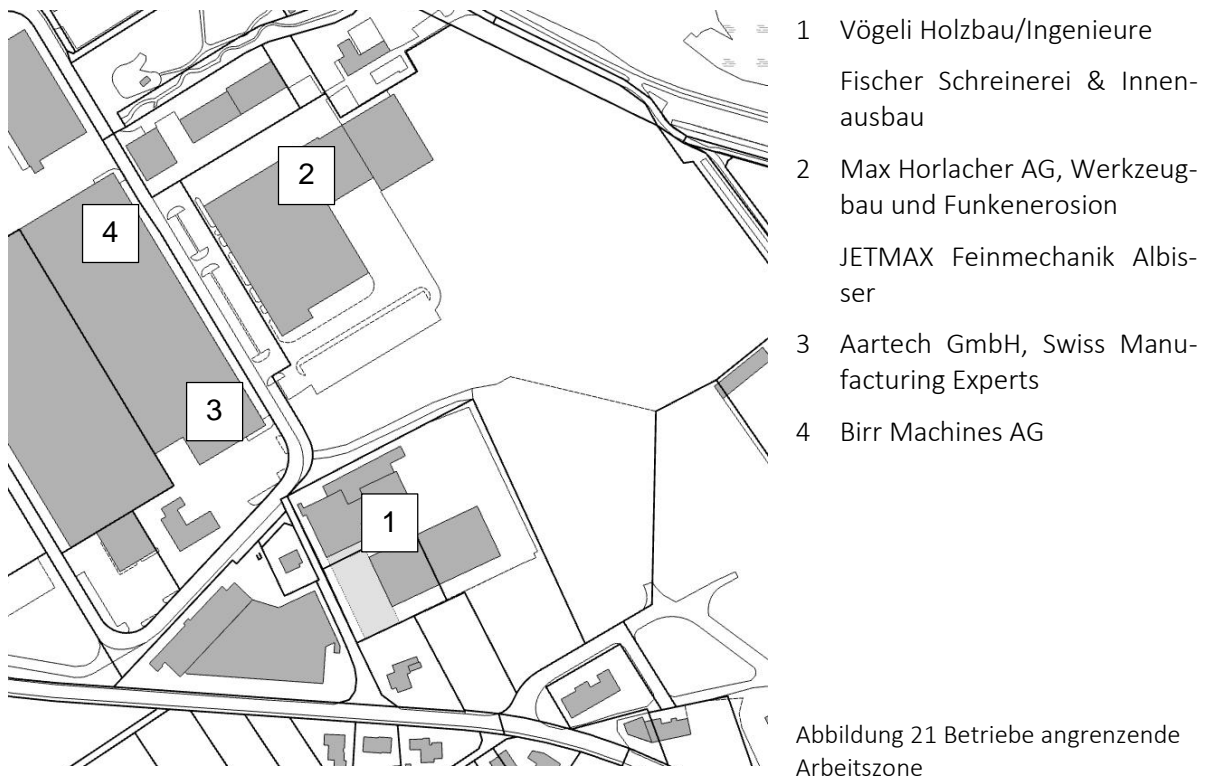 1 Vögeli Holzbau/Ingenieure
Fischer Schreinerei & Innen-
ausbau
2 Max Horlacher AG, Werkzeug-
bau und Funkenerosion
JETMAX Feinmechanik Albis-
ser
3 Aartech GmbH, Swiss Manu-
facturing Experts
4 Birr Machines AG
2
4
3
1
Abbildung 21 Betriebe angrenzende
Arbeitszone